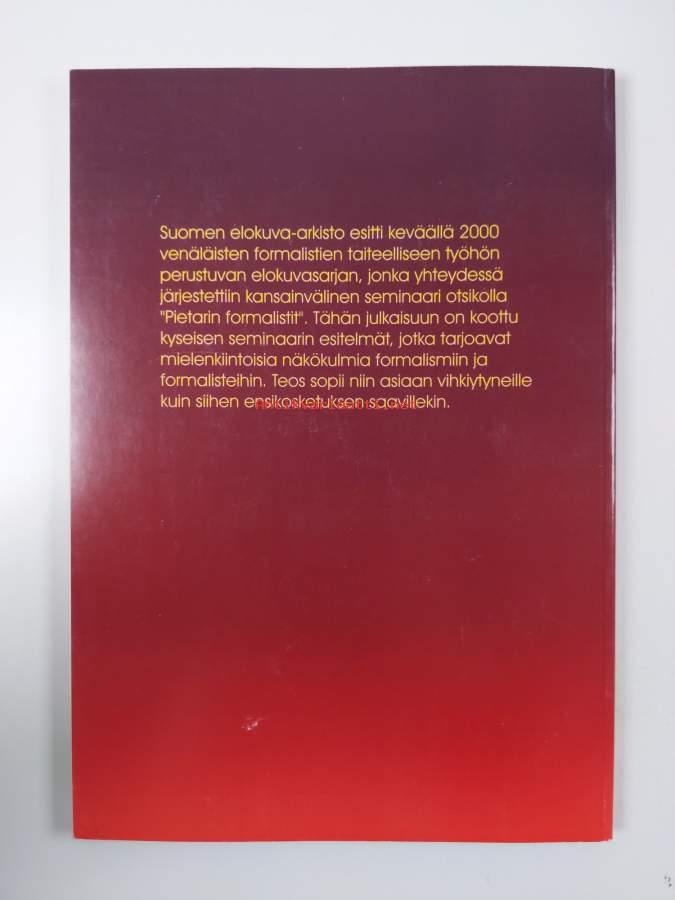 Suomen elokuva-arkisto esitti keväällä 2000
venäläisten formalistien taiteelliseen työhön
perustuvan elokuvasarjan, jonka yhteydessä
järjestettiin kansainvälinen seminaari otsikolla
"Pietarin formalistit". Tähän julkaisuun on koottu
kyseisen seminaarin esitelmät, jotka tarjoavat
mielenkiintoisia näkökulmia formalismiin ja
formalisteihin. Teos sopii niin asiaan vihkiytyneille
kuin siihen ensikosketuksen saavillekin.